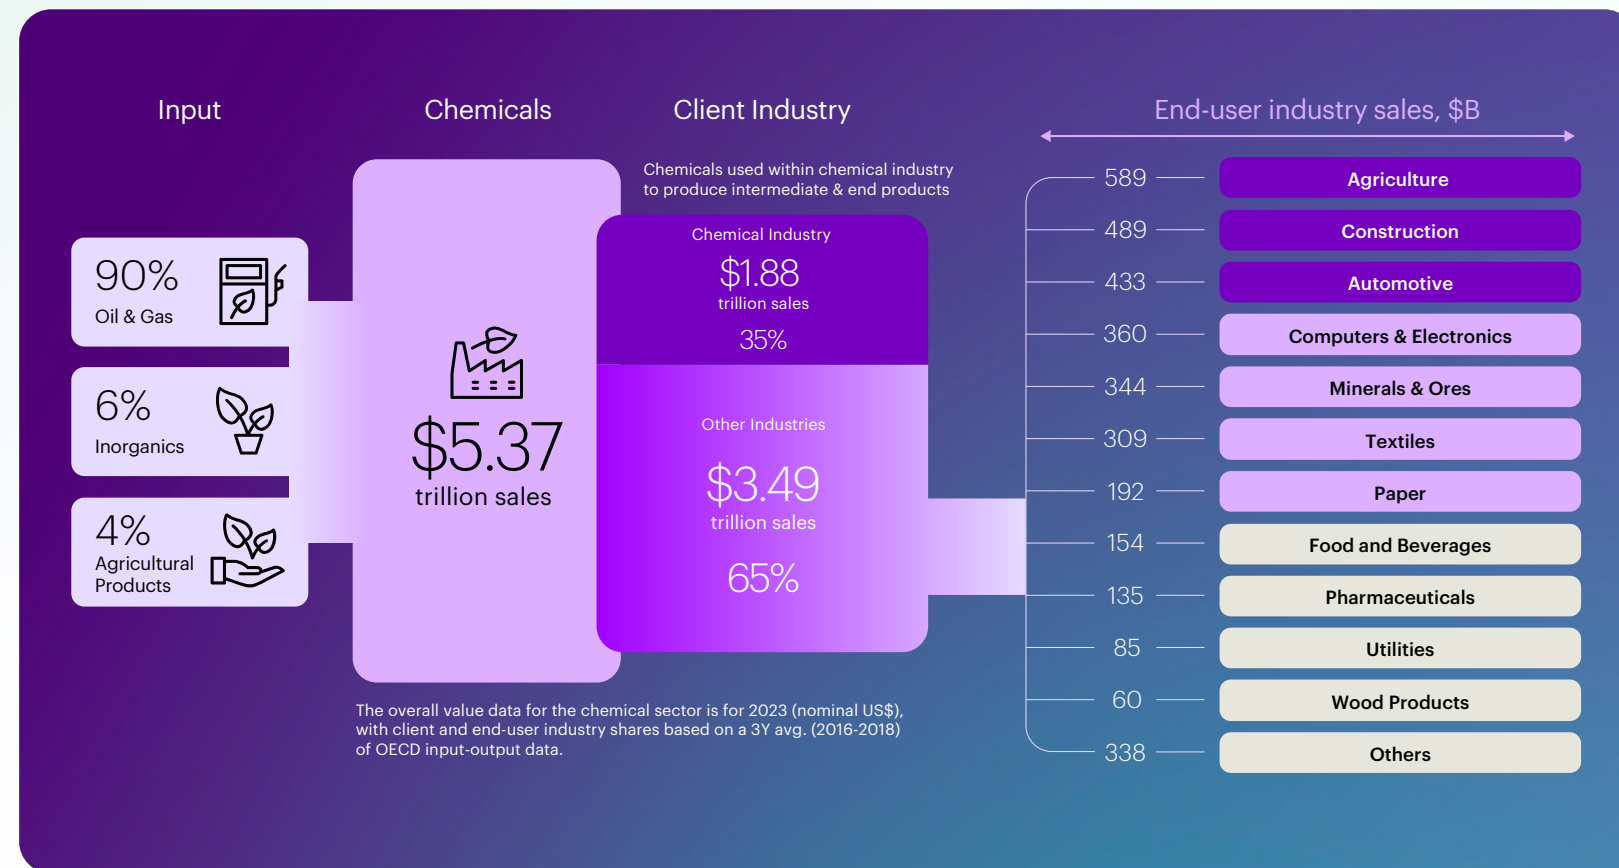 Input
Chemicals
Client Industry
End-user industry sales, $B
90%
Oil & Gas
6%
Inorganics
4%
Agricultural
Products
$5.37
trillion sales
Chemicals used within chemical industry
to produce intermediate & end products
Chemical Industry
$1.88
trillion sales
35%
Other Industries
$3.49
trillion sales
65%
589 Agriculture
489 Construction
433 Automotive
360 Computers & Electronics
344 Minerals & Ores
309 Textiles
192 Paper
154 Food and Beverages
135 Pharmaceuticals
85 Utilities
60 Wood Products
338 Others
The overall value data for the chemical sector is for 2023 (nominal US$),
with client and end-user industry shares based on a 3Y avg. (2016-2018)
of OECD input-output data.